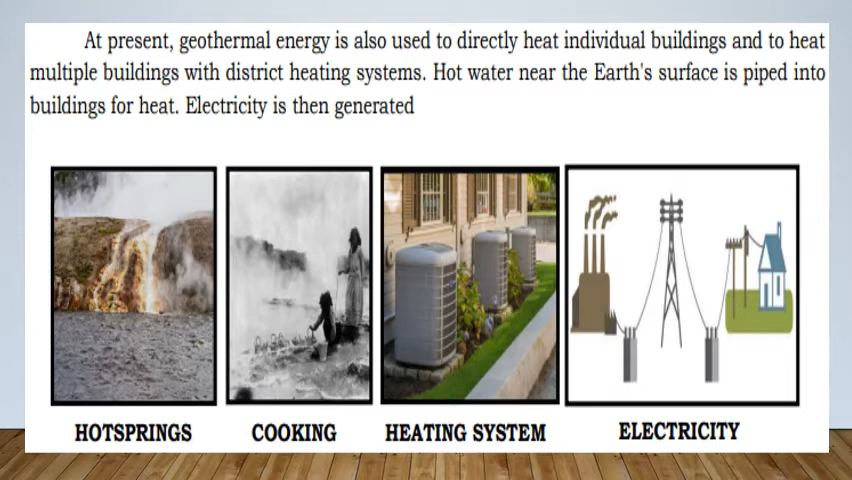 At present, geothermal energy is also used to directly heat individual buildings and to heat
multiple buildings with district heating systems. Hot water near the Earth's surface is piped into
buildings for heat. Electricity is then generated
HOTSPRINGS
COOKING
HEATING SYSTEM
ELECTRICITY